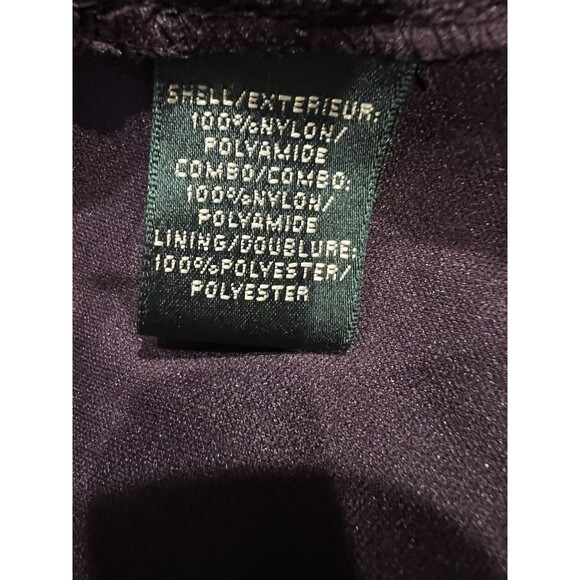 SHELL/EXTERIEUR:
100%NYLON/
POLYAMIDE
COMBO/COMBO:
100%NYLON/
POLYAMIDE
LINING/DOUBLURE:
100%POLYESTER/
POLYESTER